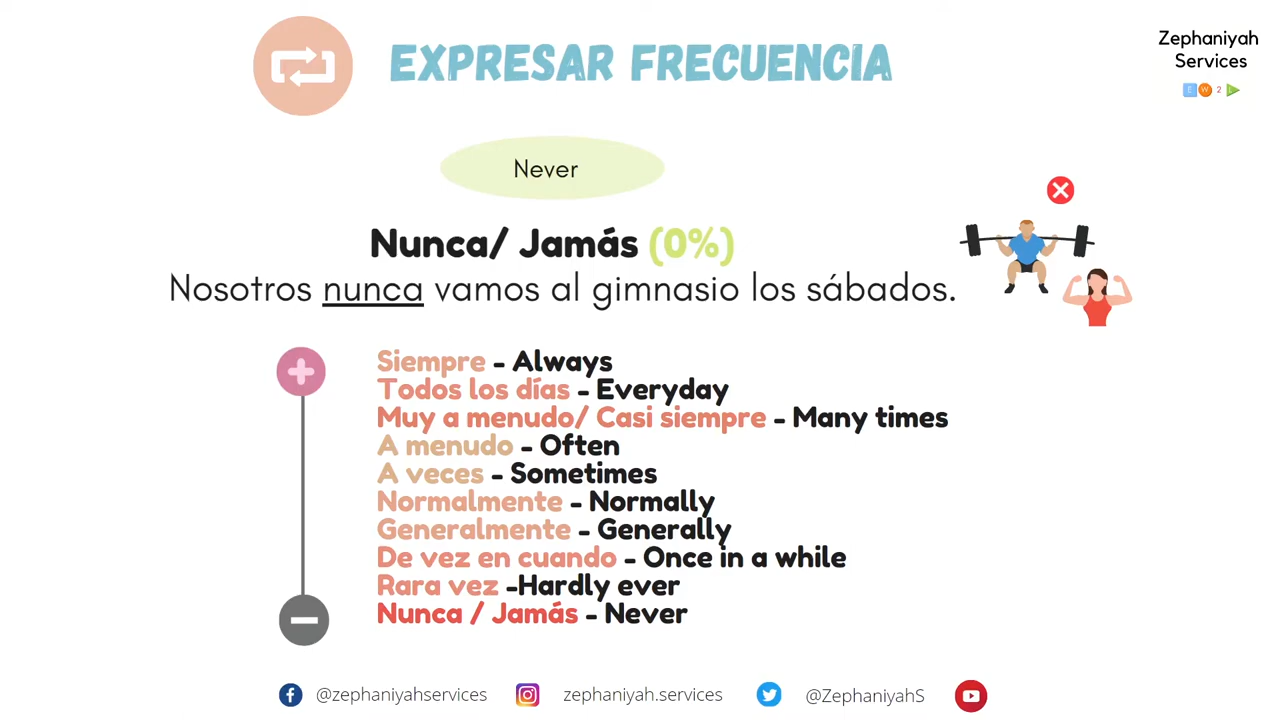 EXPRESAR FRECUENCIA
Zephaniyah
Services
E W 2
Never
Nunca/ Jamás (0%)
Nosotros nunca vamos al gimnasio los sábados.
Siempre - Always
Todos los días - Everyday
Muy a menudo/ Casi siempre - Many times
A menudo - Often
A veces - Sometimes
Normalmente - Normally
Generalmente - Generally
De vez en cuando - Once in a while
Rara vez -Hardly ever
Nunca / Jamás - Never
@zephaniyahservices zephaniyah.services @ZephaniyahS